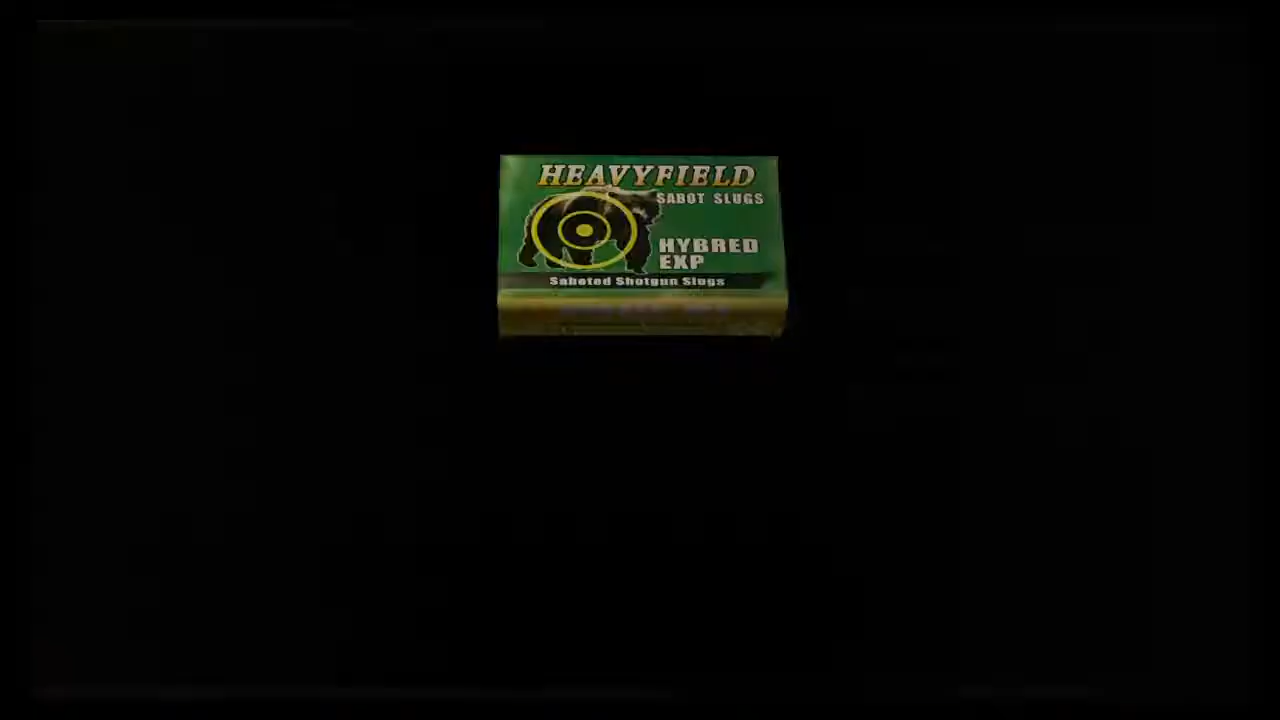 HEAVYFIELD
SABOT SLUGS
HYBRED
EXP
Saboted Shotgun Slugs